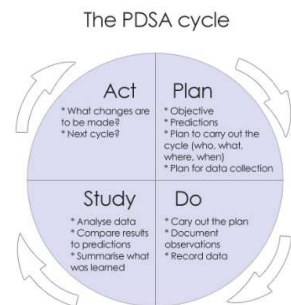 The PDSA cycle
Act
* What changes are
to be made?
* Next cycle?
Plan
* Objective
* Predictions
* Plan to carry out the
cycle (who, what,
where, when)
* Plan for data collection
Study
* Analyse data
* Compare results
to predictions
* Summarise what
was learned
Do
* Cary out the plan
* Document
observations
* Record data